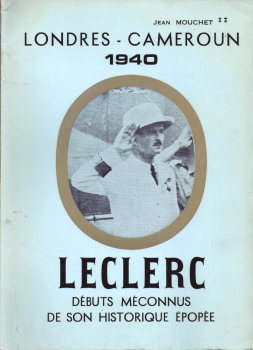 JEAN MOUCHET
LONDRES - CAMEROUN
1940
LECLERC
DÉBUTS MÉCONNUS
DE SON HISTORIQUE ÉPOPÉE